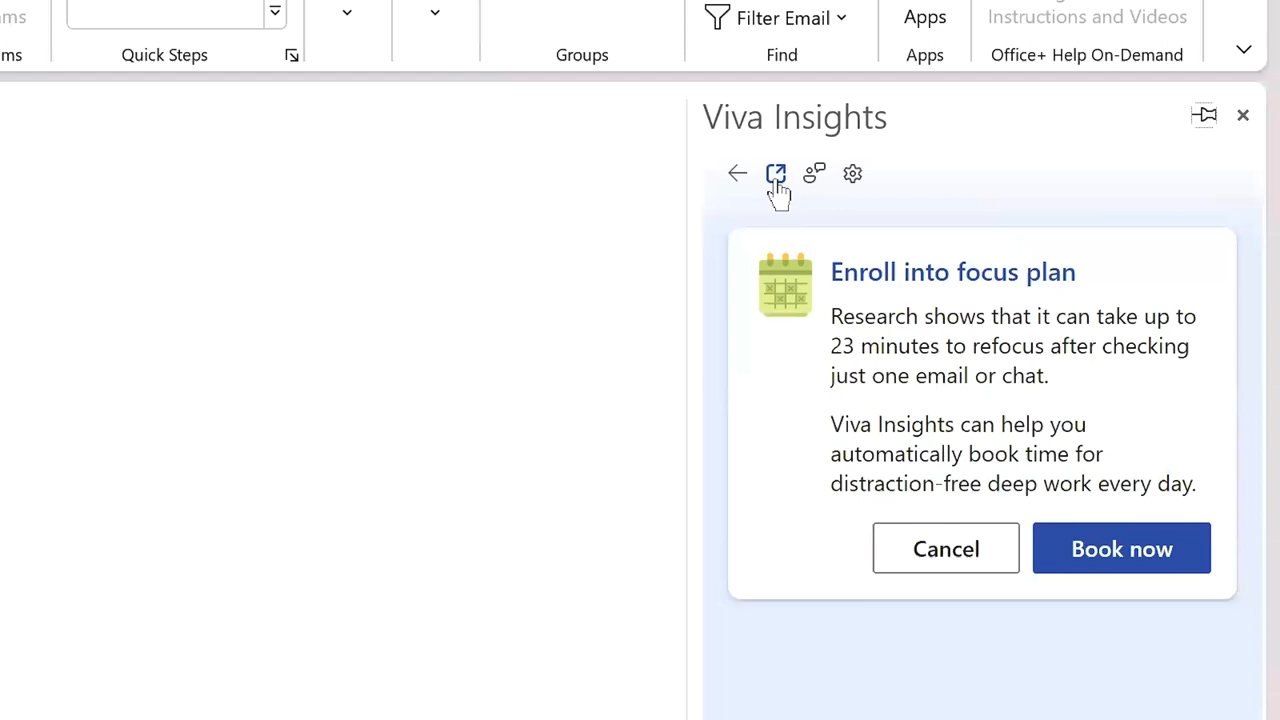 ams
Filter Email
Apps
Instructions and Videos
ms
Quick Steps
Groups
Find
Apps
Office+ Help On-Demand
Viva Insights
Enroll into focus plan
Research shows that it can take up to
23 minutes to refocus after checking
just one email or chat.
Viva Insights can help you
automatically book time for
distraction-free deep work every day.
Cancel
Book now